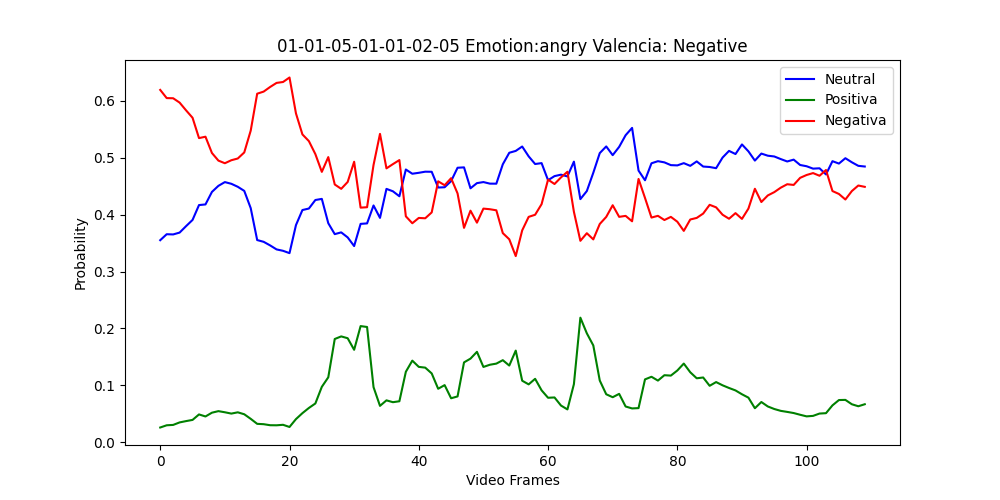 01-01-05-01-01-02-05 Emotion:angry Valencia: Negative
Neutral
Positiva
Negativa
Probability
0.6
0.5
0.4
0.3
0.2
0.1
0.0
0 20 40 60 80 100
Video Frames